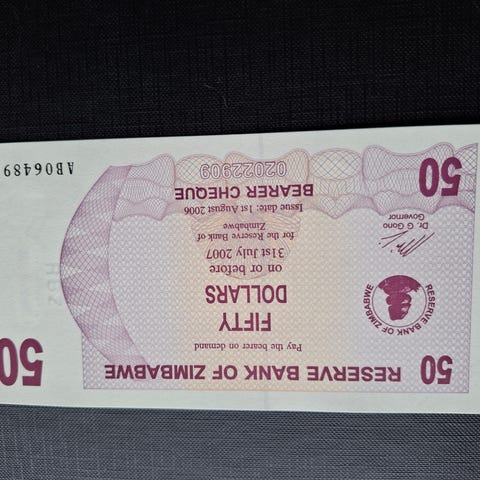 50
RESERVE BANK OF ZIMBABWE
50
RESERVE BANK OF ZIMBABWE
Pay the bearer on demand
FIFTY
DOLLARS
on or before
31st July 2007
for the Reserve Bank of
Zimbabwe
Issue date: 1st August 2006
BEARER CHEQUE
Dr. G Gono
Governor
50
AB06489